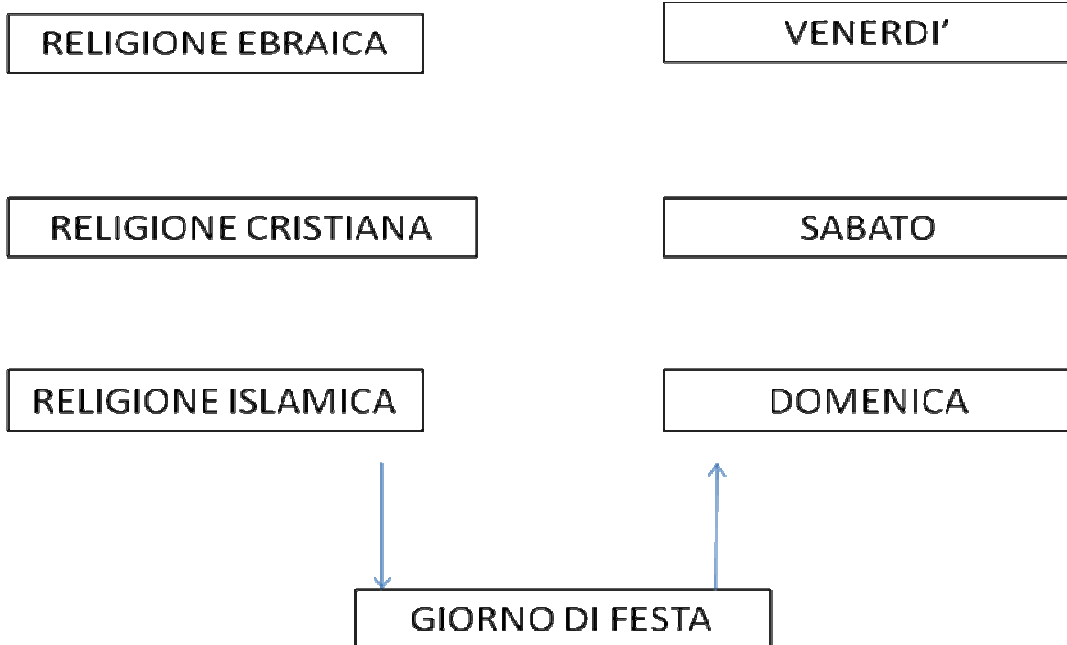 RELIGIONE EBRAICA
VENERDI’
RELIGIONE CRISTIANA
SABATO
RELIGIONE ISLAMICA
DOMENICA
GIORNO DI FESTA